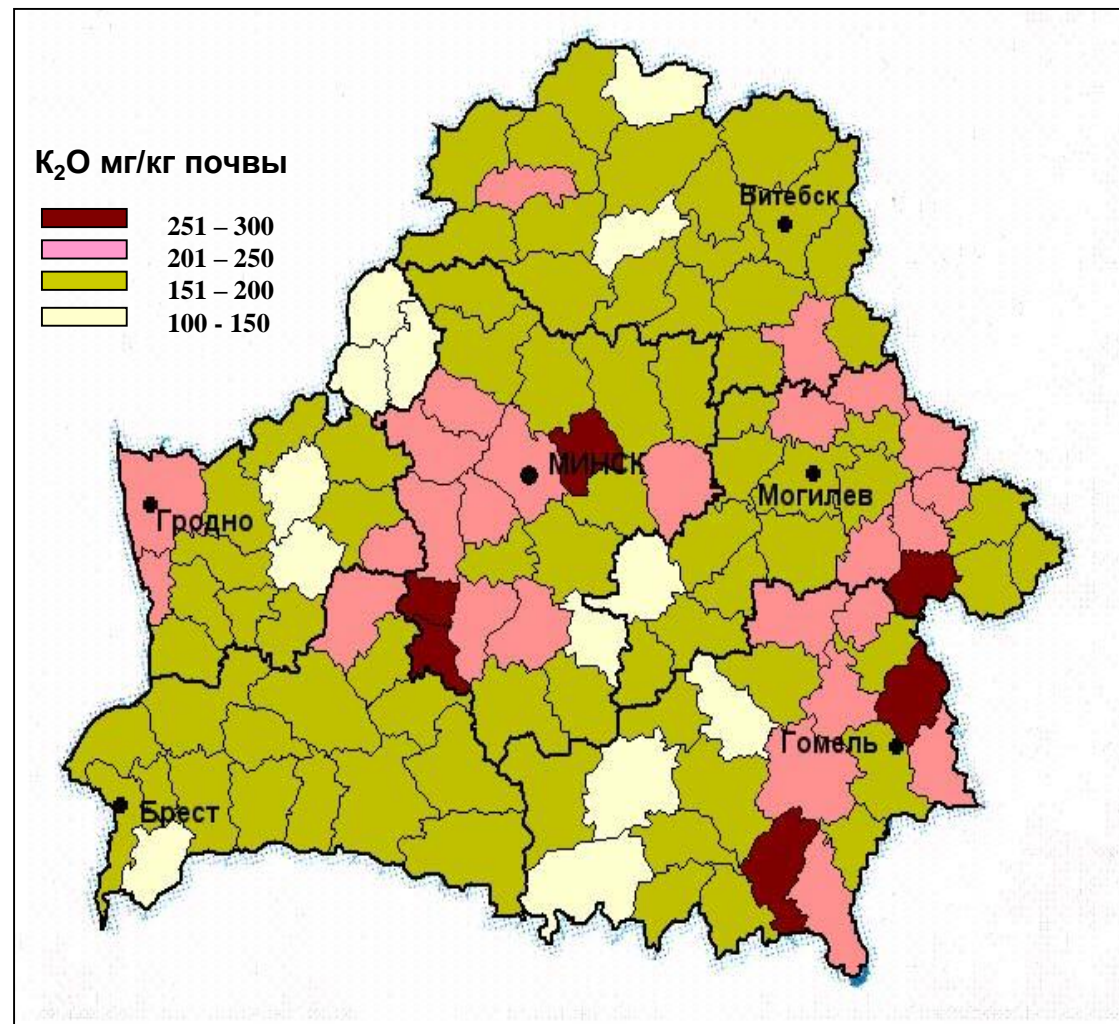 K₂O мг/кг почвы
251 – 300
201 – 250
151 – 200
100 - 150
Витебск
МИНСК
Могилев
Гродно
Гомель
Брест